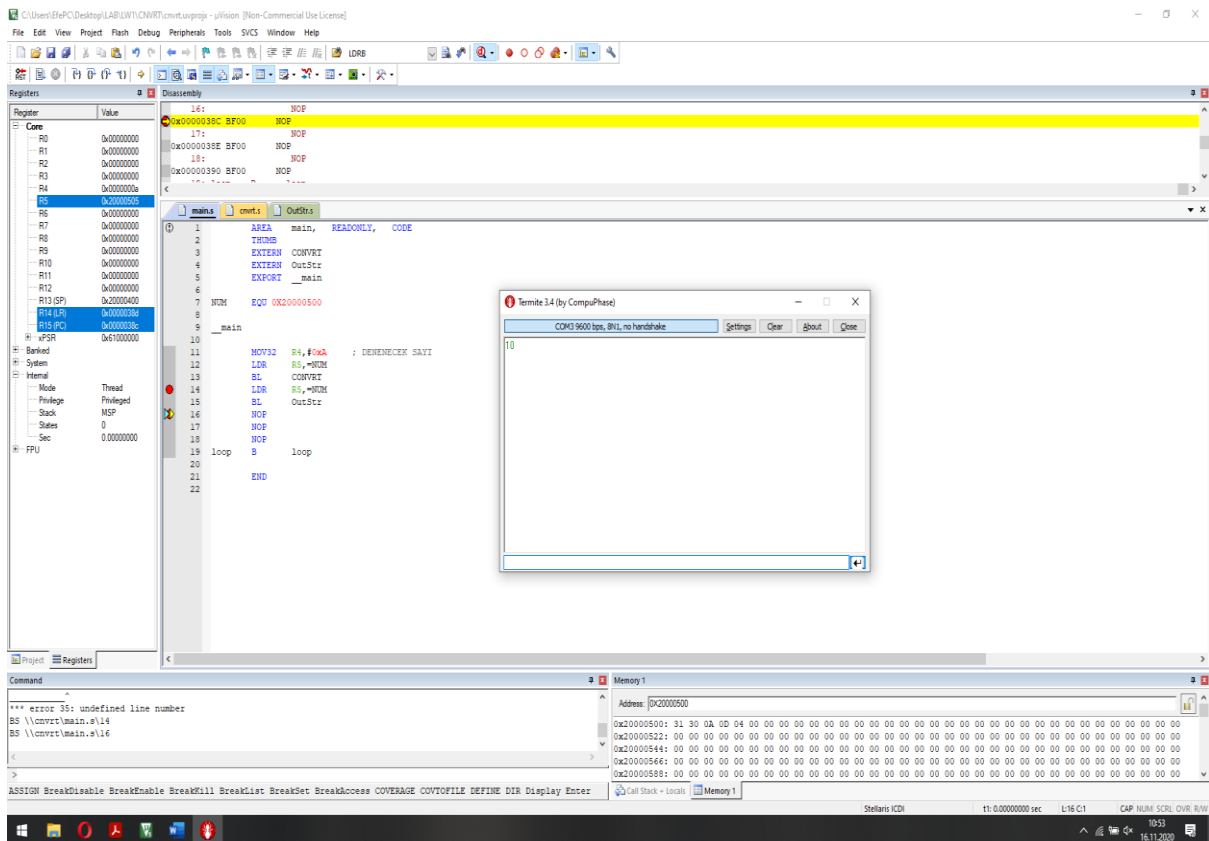 C:\Users\EfePC\Desktop\LAB\LW1\CNVRT\cnvrt.uvprojx - µVision [Non-Commercial Use License]
File Edit View Project Flash Debug Peripherals Tools SVCS Window Help
LDRB
Registers
Register Value
Core
R0 0x00000000
R1 0x00000000
R2 0x00000000
R3 0x00000000
R4 0x0000000a
R5 0x20000505
R6 0x00000000
R7 0x00000000
R8 0x00000000
R9 0x00000000
R10 0x00000000
R11 0x00000000
R12 0x00000000
R13 (SP) 0x20000400
R14 (LR) 0x0000038d
R15 (PC) 0x0000038c
xPSR 0x61000000
Banked
System
Internal
Mode Thread
Privilege Privileged
Stack MSP
States 0
Sec 0.00000000
FPU
Project Registers
Disassembly
16: NOP
0x0000038C BF00 NOP
17: NOP
0x0000038E BF00 NOP
18: NOP
0x00000390 BF00 NOP
19: loop B loop
main.s cnvrt.s OutStr.s
1 AREA main, READONLY, CODE
2 THUMB
3 EXTERN CONVRT
4 EXTERN OutStr
5 EXPORT __main
6
7 NUM EQU 0X20000500
8
9 __main
10
11 MOV32 R4,#0xA ; DENENECEK SAYI
12 LDR R5,=NUM
13 BL CONVRT
14 LDR R5,=NUM
15 BL OutStr
16 NOP
17 NOP
18 NOP
19 loop B loop
20
21 END
22
Termite 3.4 (by CompuPhase)
COM3 9600 bps, 8N1, no handshake Settings Clear About Close
10
Command
^
*** error 35: undefined line number
BS \\cnvrt\main.s\14
BS \\cnvrt\main.s\16
>
ASSIGN BreakDisable BreakEnable BreakKill BreakList BreakSet BreakAccess COVERAGE COVTOFILE DEFINE DIR Display Enter
Memory 1
Address: 0X20000500
0x20000500: 31 30 0A 0D 04 00 00 00 00 00 00 00 00 00 00 00 00 00 00 00 00 00 00 00 00 00 00 00 00 00 00 00 00 00
0x20000522: 00 00 00 00 00 00 00 00 00 00 00 00 00 00 00 00 00 00 00 00 00 00 00 00 00 00 00 00 00 00 00 00 00 00
0x20000544: 00 00 00 00 00 00 00 00 00 00 00 00 00 00 00 00 00 00 00 00 00 00 00 00 00 00 00 00 00 00 00 00 00 00
0x20000566: 00 00 00 00 00 00 00 00 00 00 00 00 00 00 00 00 00 00 00 00 00 00 00 00 00 00 00 00 00 00 00 00 00 00
0x20000588: 00 00 00 00 00 00 00 00 00 00 00 00 00 00 00 00 00 00 00 00 00 00 00 00 00 00 00 00 00 00 00 00 00 00
Call Stack + Locals Memory 1
Stellaris ICDI t1: 0.00000000 sec L:16 C:1 CAP NUM SCRL OVR R/W
10:53
16.11.2020